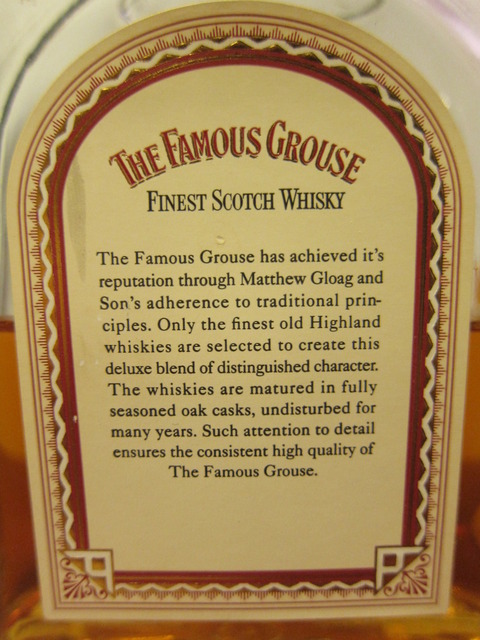 THE FAMOUS GROUSE
FINEST SCOTCH WHISKY
The Famous Grouse has achieved it's
reputation through Matthew Gloag and
Son's adherence to traditional prin-
ciples. Only the finest old Highland
whiskies are selected to create this
deluxe blend of distinguished character.
The whiskies are matured in fully
seasoned oak casks, undisturbed for
many years. Such attention to detail
ensures the consistent high quality of
The Famous Grouse.